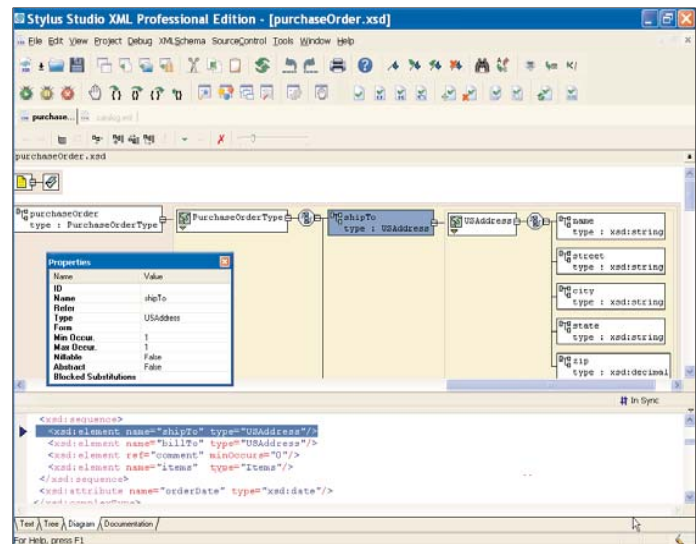 Stylus Studio XML Professional Edition - [purchaseOrder.xsd]
File Edit View Project Debug XMLSchema SourceControl Tools Window Help
purchase...
catalog.xml
purchaseOrder.xsd
purchaseOrder
type : PurchaseOrderType
PurchaseOrderType
shipTo
type : USAddress
USAddress
name
type : xsd:string
street
type : xsd:string
city
type : xsd:string
state
type : xsd:string
zip
type : xsd:decimal
Properties
Name Value
ID
Name shipTo
Refer
Type USAddress
Form
Min Occur. 1
Max Occur. 1
Nillable False
Abstract False
Blocked Substitutions
In Sync
<xsd:sequence>
<xsd:element name="shipTo" type="USAddress"/>
<xsd:element name="billTo" type="USAddress"/>
<xsd:element ref="comment" minOccurs="0"/>
<xsd:element name="items" type="Items"/>
</xsd:sequence>
<xsd:attribute name="orderDate" type="xsd:date"/>
</xsd:complexType>
Text Tree Diagram Documentation
For Help, press F1